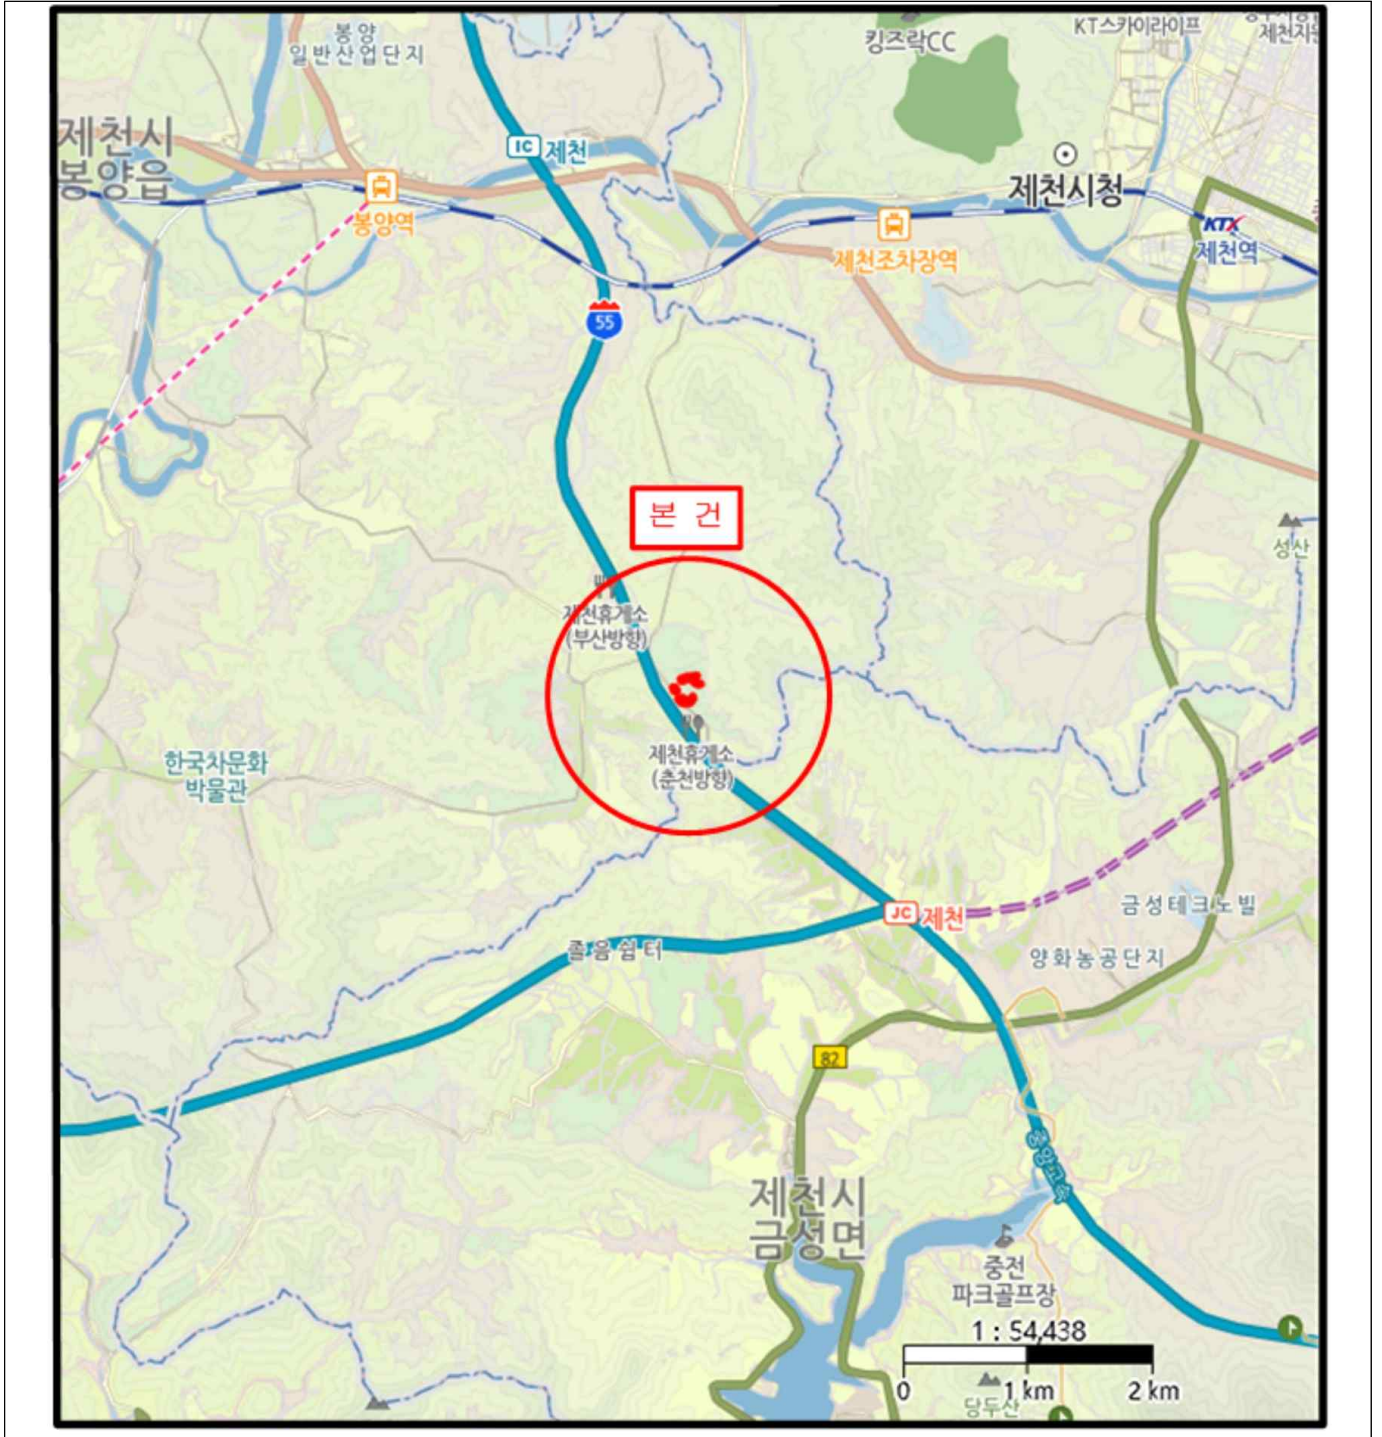 봉양
일반산업단지
킹즈락CC
KT스카이라이프
제천시
봉양읍
IC 제천
제천시청
봉양역
제천조차장역
KTX
제천역
55
본 건
성산
제천휴게소
(부산방향)
제천휴게소
(춘천방향)
한국차문화
박물관
JC 제천
금성테크노빌
졸음쉼터
양화농공단지
82
중앙고속
제천시
금성면
중전
파크골프장
1 : 54,438
0 1 km 2 km
당두산